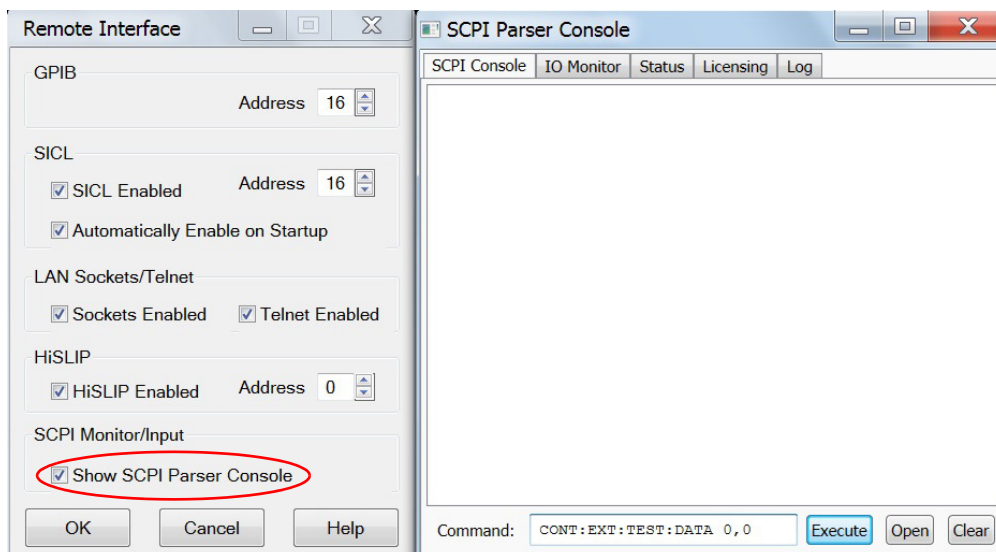 Remote Interface
GPIB
Address 16
SICL
SICL Enabled Address 16
Automatically Enable on Startup
LAN Sockets/Telnet
Sockets Enabled Telnet Enabled
HiSLIP
HiSLIP Enabled Address 0
SCPI Monitor/Input
Show SCPI Parser Console
OK Cancel Help
SCPI Parser Console
SCPI Console IO Monitor Status Licensing Log
Command: CONT:EXT:TEST:DATA 0,0 Execute Open Clear